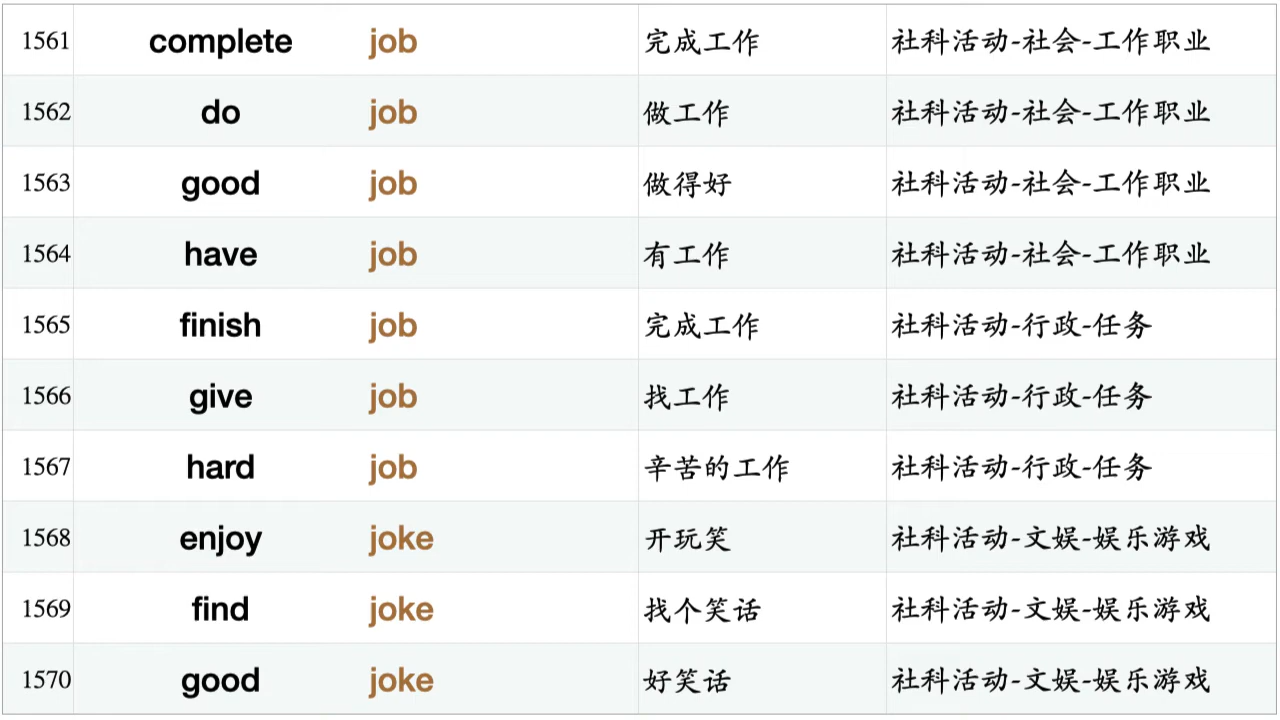 1561 complete job 完成工作 社科活动-社会-工作职业
1562 do job 做工作 社科活动-社会-工作职业
1563 good job 做得好 社科活动-社会-工作职业
1564 have job 有工作 社科活动-社会-工作职业
1565 finish job 完成工作 社科活动-行政-任务
1566 give job 找工作 社科活动-行政-任务
1567 hard job 辛苦的工作 社科活动-行政-任务
1568 enjoy joke 开玩笑 社科活动-文娱-娱乐游戏
1569 find joke 找个笑话 社科活动-文娱-娱乐游戏
1570 good joke 好笑话 社科活动-文娱-娱乐游戏